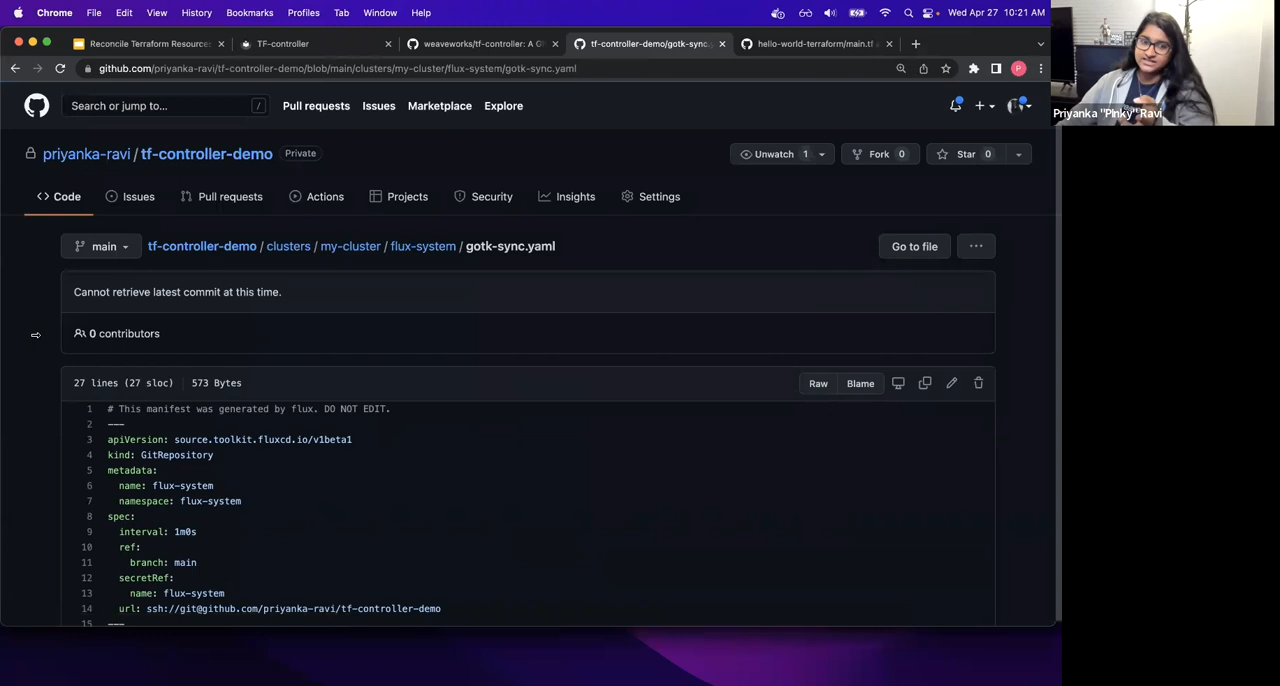 Chrome File Edit View History Bookmarks Profiles Tab Window Help Wed Apr 27 10:21 AM
Reconcile Terraform Resources TF-controller weaveworks/tf-controller: A G tf-controller-demo/gotk-sync. hello-world-terraform/main.tf
github.com/priyanka-ravi/tf-controller-demo/blob/main/clusters/my-cluster/flux-system/gotk-sync.yaml P
Priyanka "PInky" Ravi
Search or jump to... / Pull requests Issues Marketplace Explore
priyanka-ravi / tf-controller-demo Private Unwatch 1 Fork 0 Star 0
Code Issues Pull requests Actions Projects Security Insights Settings
main tf-controller-demo / clusters / my-cluster / flux-system / gotk-sync.yaml Go to file ...
Cannot retrieve latest commit at this time.
0 contributors
27 lines (27 sloc) 573 Bytes Raw Blame
1 # This manifest was generated by flux. DO NOT EDIT.
2 ---
3 apiVersion: source.toolkit.fluxcd.io/v1beta1
4 kind: GitRepository
5 metadata:
6 name: flux-system
7 namespace: flux-system
8 spec:
9 interval: 1m0s
10 ref:
11 branch: main
12 secretRef:
13 name: flux-system
14 url: ssh://git@github.com/priyanka-ravi/tf-controller-demo
15 ---